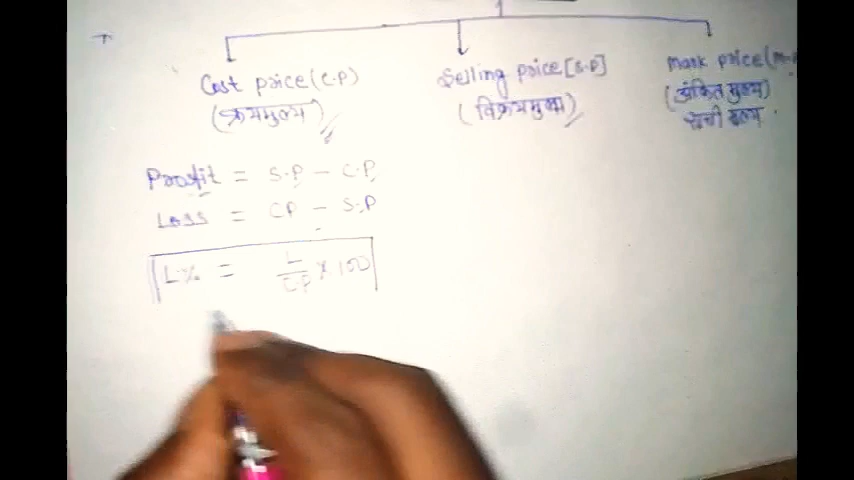 Cost price (C.P) Selling price [S.P] Mark price (M.P
(क्रयमुल्य) (विक्रयमुल्य) (अंकित मुल्य)
सूची मूल्य
Profit = S.P - C.P
Loss = CP - S.P
L% = L/CP × 100